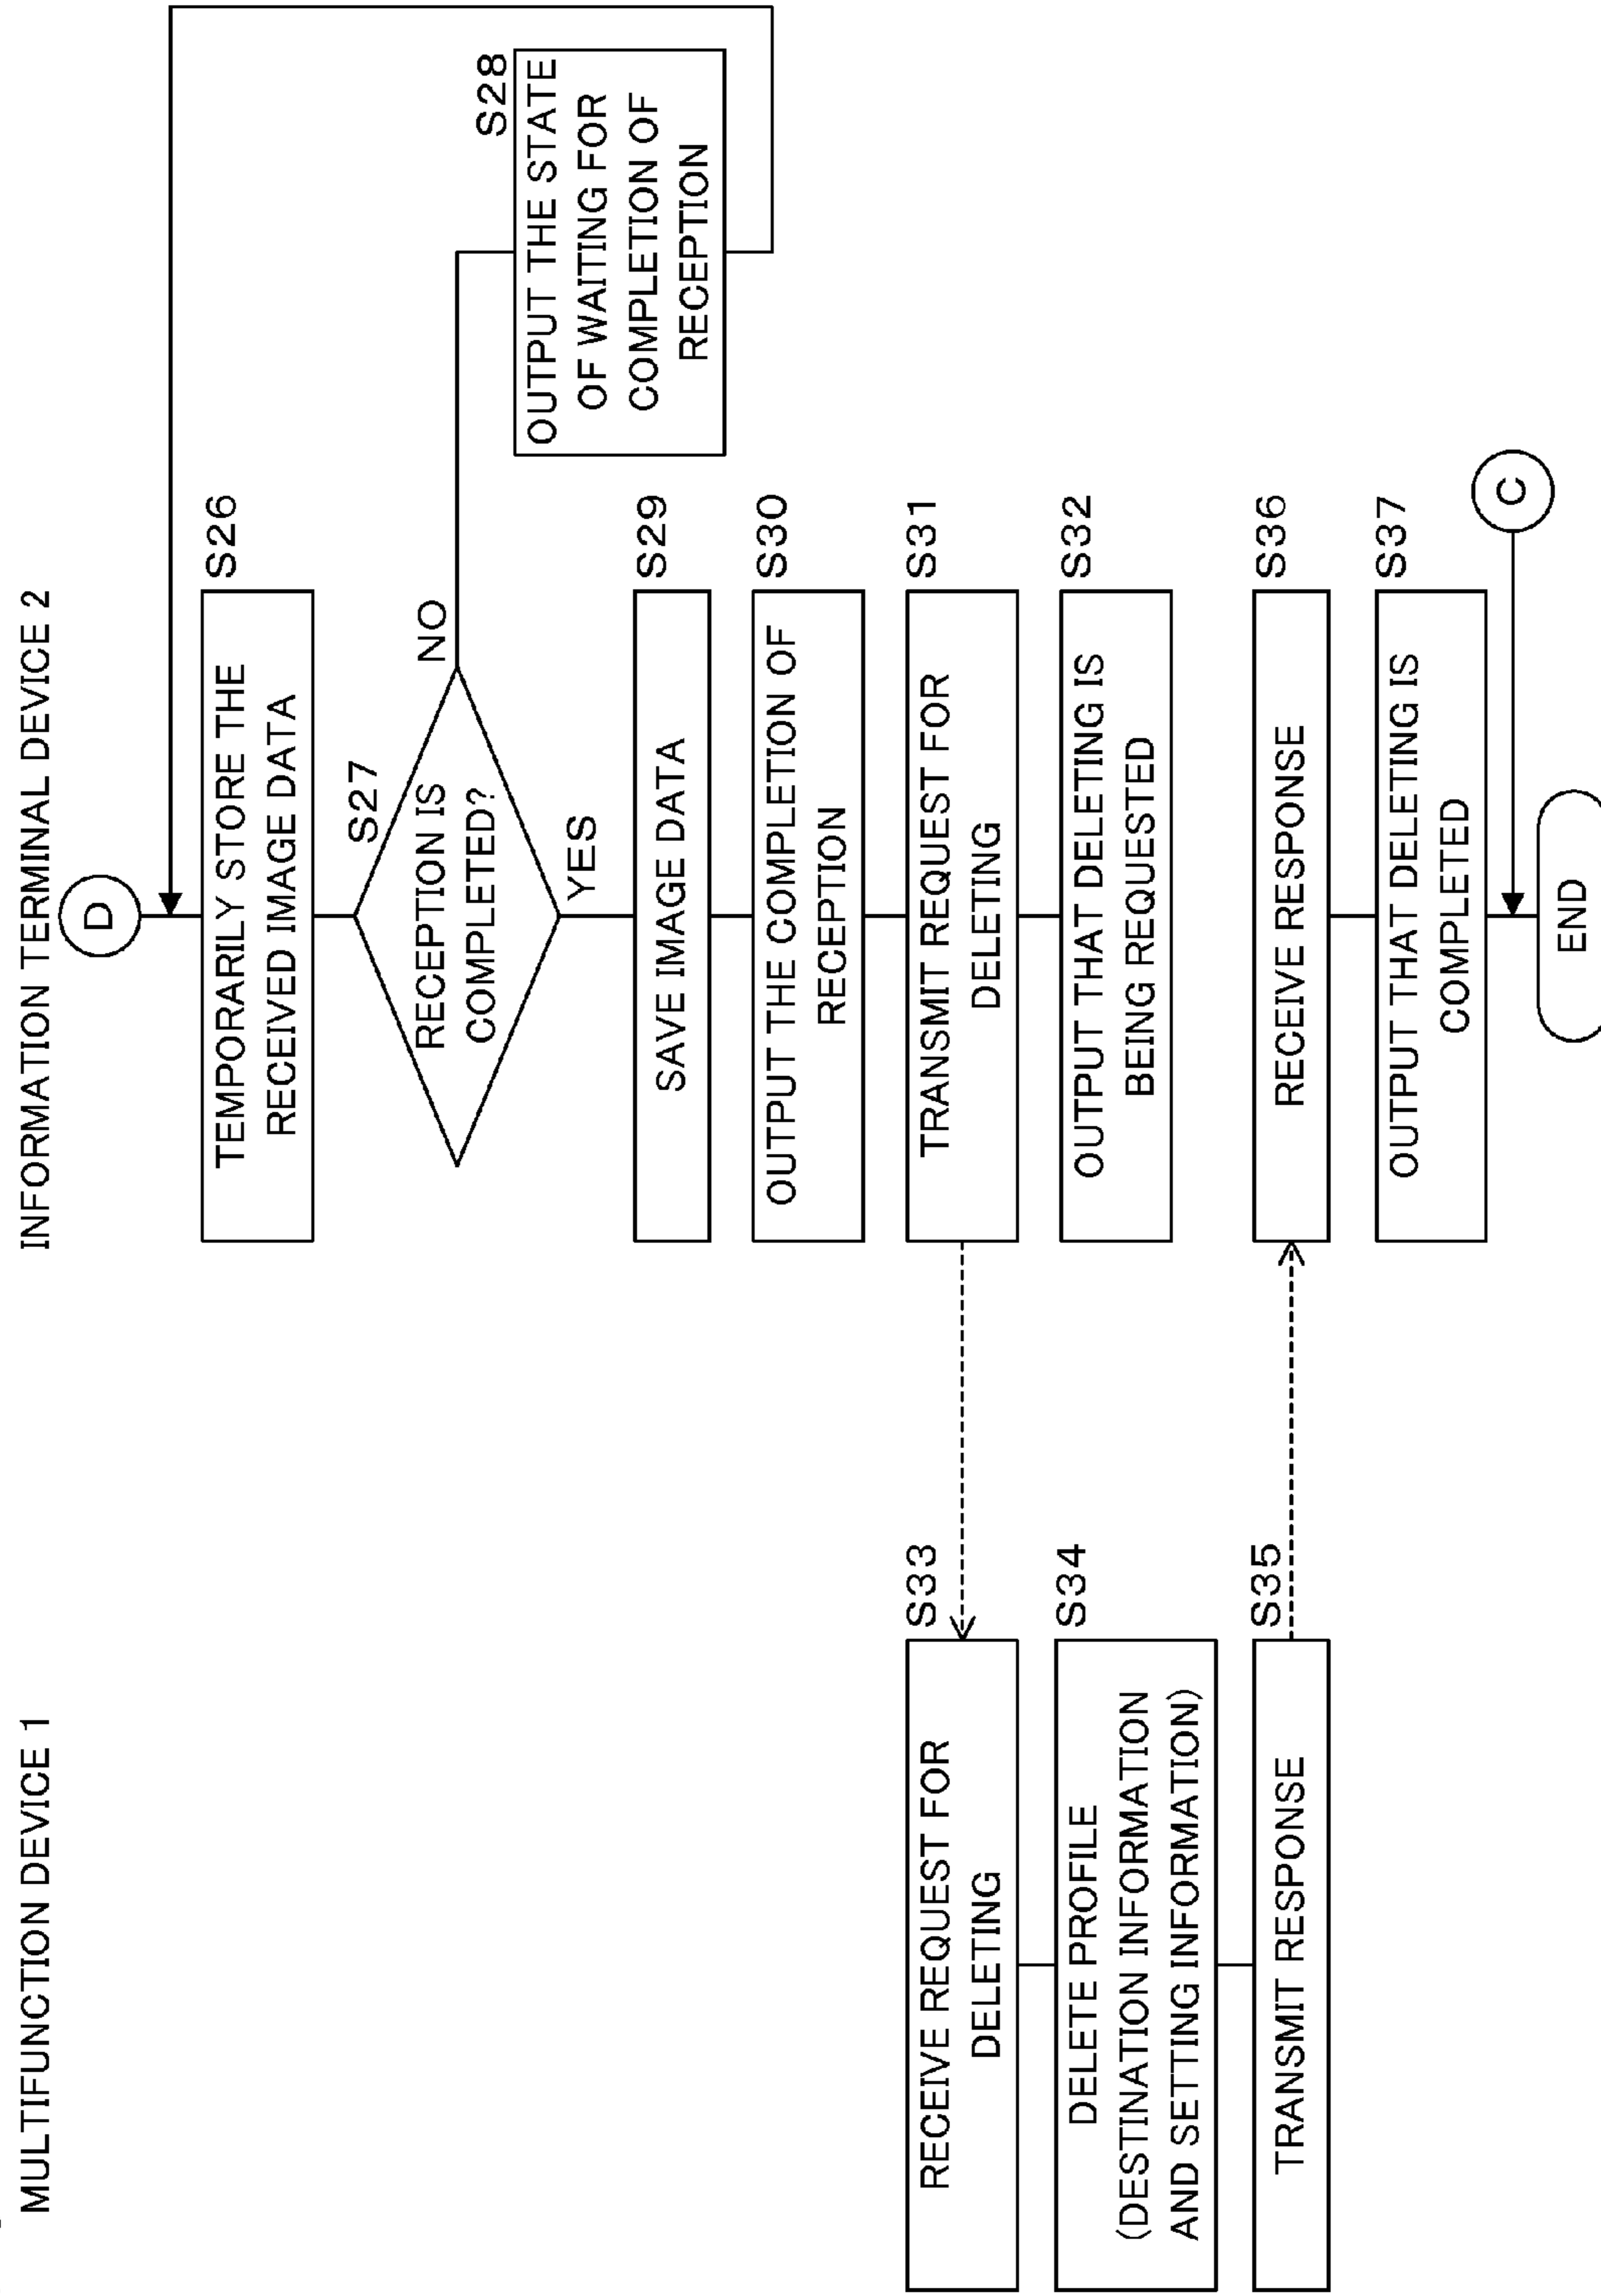 MULTIFUNCTION DEVICE 1
INFORMATION TERMINAL DEVICE 2
D
S26
TEMPORARILY STORE THE
RECEIVED IMAGE DATA
S27
RECEPTION IS
COMPLETED?
NO
YES
S28
OUTPUT THE STATE
OF WAITING FOR
COMPLETION OF
RECEPTION
S29
SAVE IMAGE DATA
S30
OUTPUT THE COMPLETION OF
RECEPTION
S31
TRANSMIT REQUEST FOR
DELETING
S32
OUTPUT THAT DELETING IS
BEING REQUESTED
S33
RECEIVE REQUEST FOR
DELETING
S34
DELETE PROFILE
(DESTINATION INFORMATION
AND SETTING INFORMATION)
S35
TRANSMIT RESPONSE
S36
RECEIVE RESPONSE
S37
OUTPUT THAT DELETING IS
COMPLETED
C
END